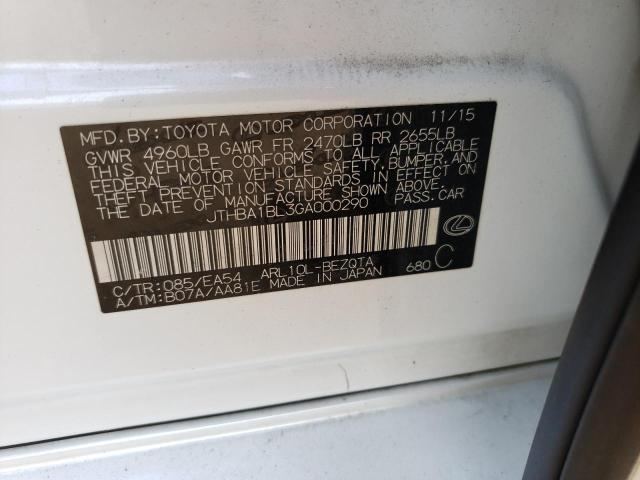 MFD.BY:TOYOTA MOTOR CORPORATION 11/15
GVWR 4960LB GAWR FR 2470LB RR 2655LB
THIS VEHICLE CONFORMS TO ALL APPLICABLE
FEDERAL MOTOR VEHICLE SAFETY, BUMPER, AND
THEFT PREVENTION STANDARDS IN EFFECT ON
THE DATE OF MANUFACTURE SHOWN ABOVE.
JTHBA1BL3GA000290 PASS.CAR
C/TR:085/EA54 ARL10L-BEZQTA 680 C
A/TM:B07A/AA81E MADE IN JAPAN